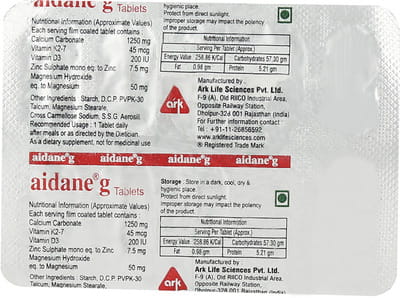 aidane®g
Tablets
Nutritional Information (Approximate Values)
Each serving film coated tablet contains :
Calcium Carbonate 1250 mg
Vitamin K2-7 45 mcg
Vitamin D3 200 IU
Zinc Sulphate mono eq. to Zinc 7.5 mg
Magnesium Hydroxide
eq. to Magnesium 50 mg
Other Ingredients : Starch, D.C.P. PVPK-30
Talcum, Magnesium Stearate,
Cross Carmellose Sodium, S.S.G. Aerosil.
Recommended Usage : 1 Tablet daily
after meals or as directed by the Dietician.
As a dietary supplement, not for medicinal use
hygienic place.
Protect from direct sunlight.
Improper storage may impact the potency
of the product.
Nutritional Information
Serving Per Tablet (Approx.)
Energy Value : 258.86 K/Cal Carbohydrates 57.30 gm
Fat 0.98 gm Protein 5.21 gm
ark
Manufactured by .
Ark Life Sciences Pvt. Ltd.
F-9 (A), Old RIICO Industrial Area,
Opposite Railway Station,
Dholpur-324 001 Rajasthan (India)
For Further information contact
Tel : +91-11-26856592
www.arklifesciences.com
® Registered Trade Mark
aidane®g aidane®g aidane®g aidane®g
aidane®g
Tablets
Nutritional Information (Approximate Values)
Each serving film coated tablet contains :
Calcium Carbonate 1250 mg
Vitamin K2-7 45 mcg
Vitamin D3 200 IU
Zinc Sulphate mono eq. to Zinc 7.5 mg
Magnesium Hydroxide
eq. to Magnesium 50 mg
Other Ingredients : Starch, D.C.P. PVPK-30
Talcum, Magnesium Stearate,
Storage : Store in a dark, cool, dry &
hygienic place.
Protect from direct sunlight.
Improper storage may impact the potency
of the product.
Nutritional Information
Serving Per Tablet (Approx.)
Energy Value : 258.86 K/Cal Carbohydrates 57.30 gm
Fat 0.98 gm Protein 5.21 gm
ark
Manufactured by .
Ark Life Sciences Pvt. Ltd.
F-9 (A), Old RIICO Industrial Area,
Opposite Railway Station,